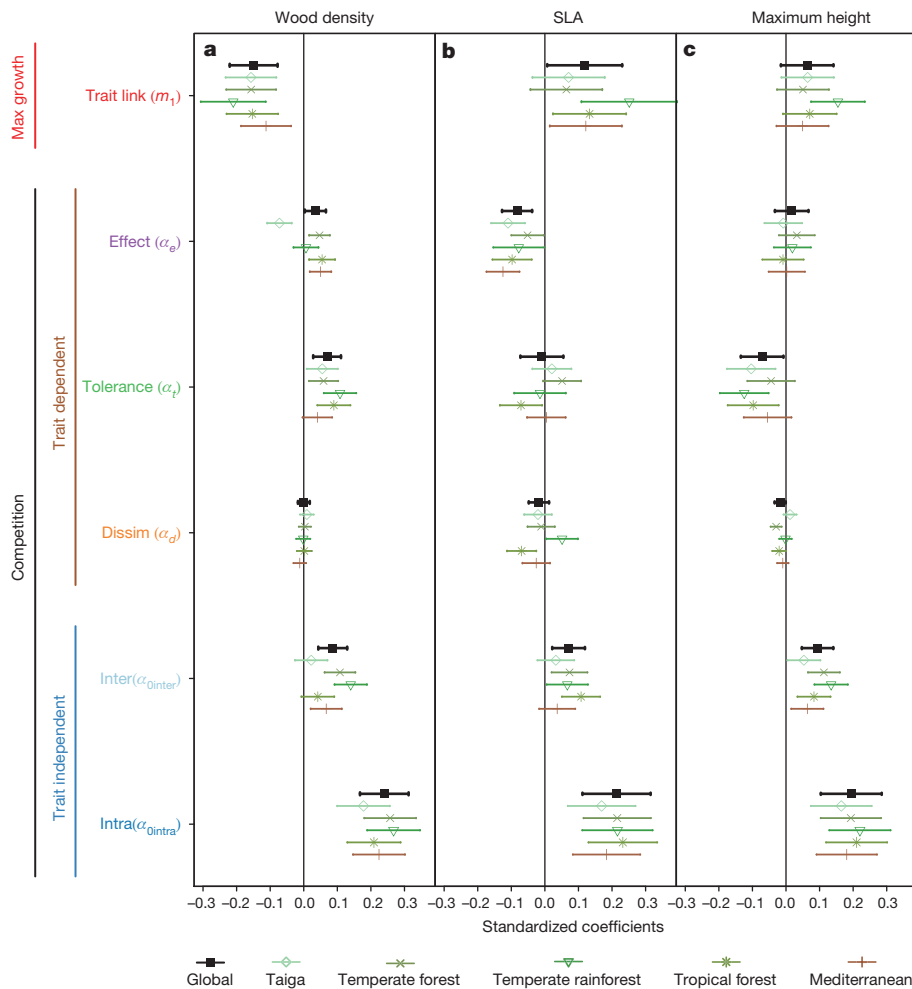 Wood density SLA Maximum height
a b c
Max growth
Trait link (m1)
Competition
Trait dependent
Effect (αe)
Tolerance (αt)
Dissim (αd)
Trait independent
Inter(α0inter)
Intra(α0intra)
−0.3 −0.2 −0.1 0 0.1 0.2 0.3 −0.3 −0.2 −0.1 0.0 0.1 0.2 0.3 −0.3 −0.2 −0.1 0.0 0.1 0.2 0.3
Standardized coefficients
Global Taiga Temperate forest Temperate rainforest Tropical forest Mediterranean